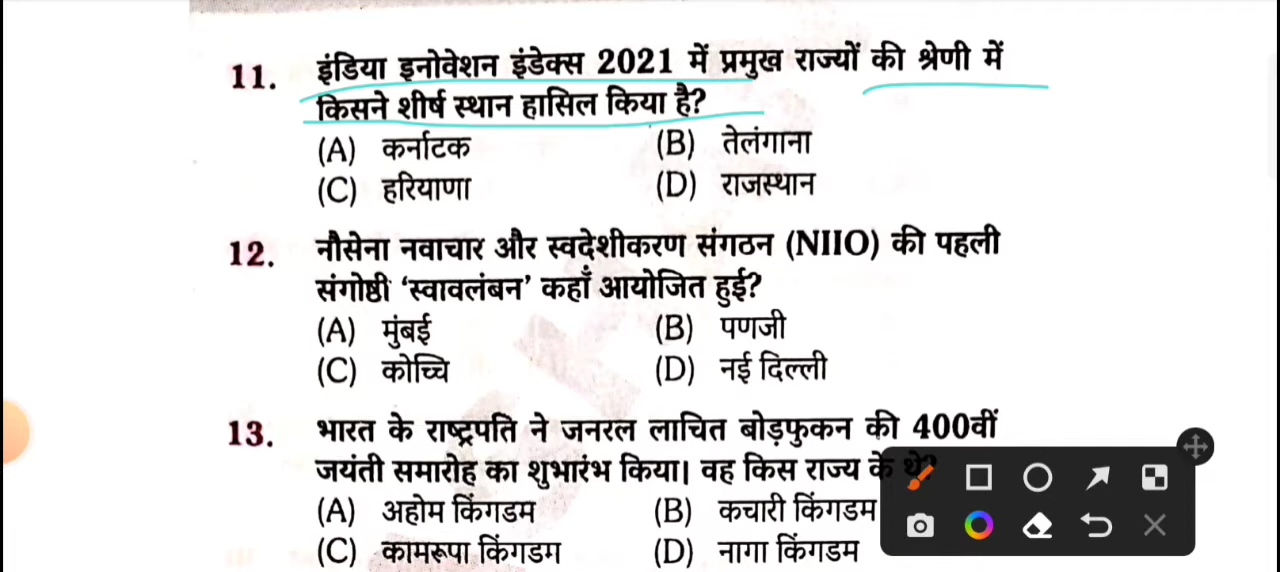 11. इंडिया इनोवेशन इंडेक्स 2021 में प्रमुख राज्यों की श्रेणी में
किसने शीर्ष स्थान हासिल किया है?
(A) कर्नाटक (B) तेलंगाना
(C) हरियाणा (D) राजस्थान
12. नौसेना नवाचार और स्वदेशीकरण संगठन (NIIO) की पहली
संगोष्ठी ‘स्वावलंबन’ कहाँ आयोजित हुई?
(A) मुंबई (B) पणजी
(C) कोच्चि (D) नई दिल्ली
13. भारत के राष्ट्रपति ने जनरल लाचित बोड़फुकन की 400वीं
जयंती समारोह का शुभारंभ किया। वह किस राज्य के थे?
(A) अहोम किंगडम (B) कचारी किंगडम
(C) कामरूपा किंगडम (D) नागा किंगडम